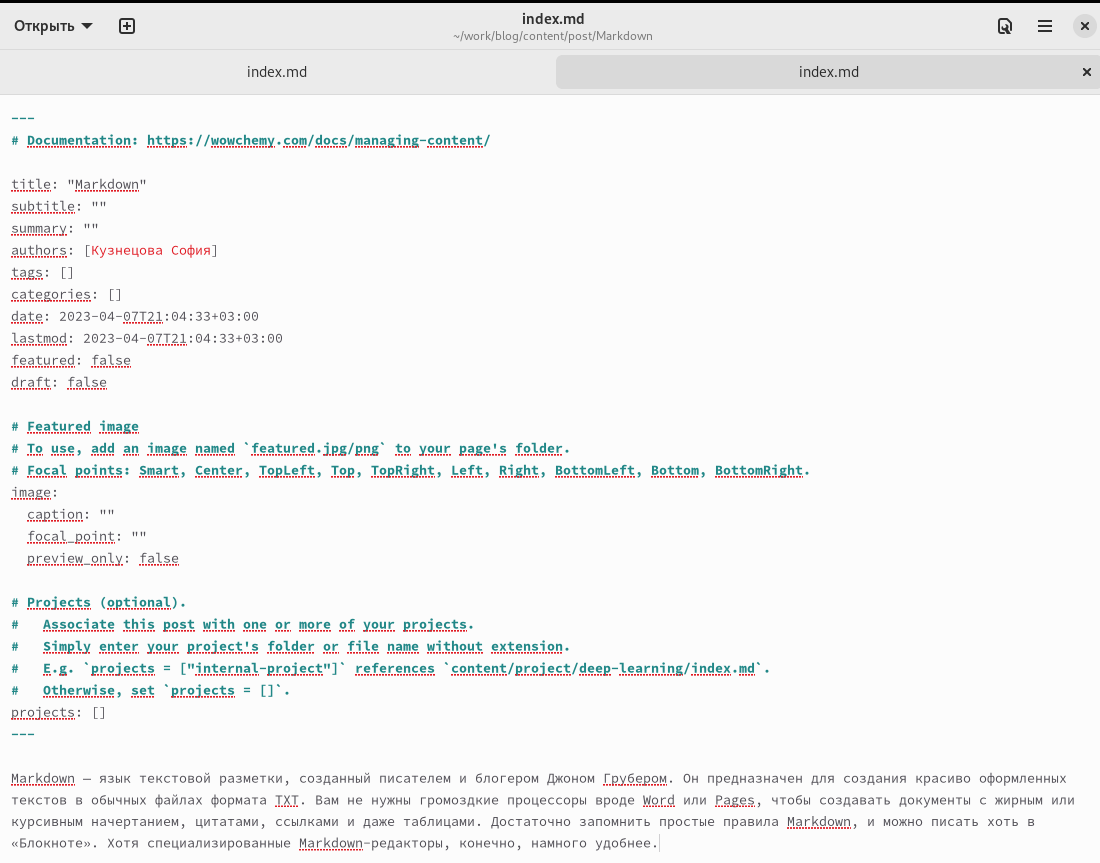 Открыть
index.md
~/work/blog/content/post/Markdown
index.md
index.md
---
# Documentation: https://wowchemy.com/docs/managing-content/
title: "Markdown"
subtitle: ""
summary: ""
authors: [Кузнецова София]
tags: []
categories: []
date: 2023-04-07T21:04:33+03:00
lastmod: 2023-04-07T21:04:33+03:00
featured: false
draft: false
# Featured image
# To use, add an image named `featured.jpg/png` to your page's folder.
# Focal points: Smart, Center, TopLeft, Top, TopRight, Left, Right, BottomLeft, Bottom, BottomRight.
image:
  caption: ""
  focal_point: ""
  preview_only: false
# Projects (optional).
#   Associate this post with one or more of your projects.
#   Simply enter your project's folder or file name without extension.
#   E.g. `projects = ["internal-project"]` references `content/project/deep-learning/index.md`.
#   Otherwise, set `projects = []`.
projects: []
---
Markdown — язык текстовой разметки, созданный писателем и блогером Джоном Грубером. Он предназначен для создания красиво оформленных
текстов в обычных файлах формата TXT. Вам не нужны громоздкие процессоры вроде Word или Pages, чтобы создавать документы с жирным или
курсивным начертанием, цитатами, ссылками и даже таблицами. Достаточно запомнить простые правила Markdown, и можно писать хоть в
«Блокноте». Хотя специализированные Markdown-редакторы, конечно, намного удобнее.